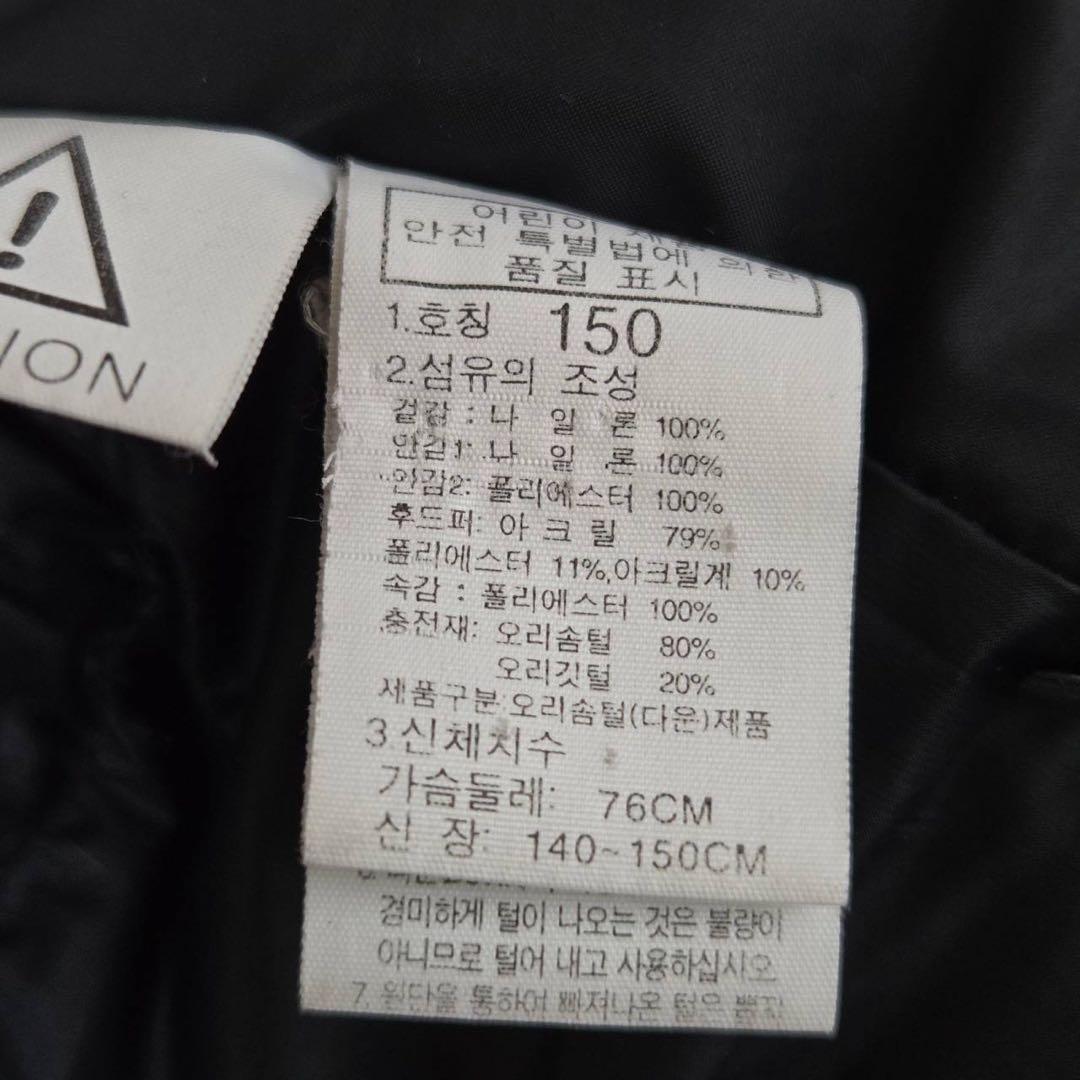 어린이
안전 특별법에 의한
품질 표시
1.호칭 150
2.섬유의 조성
겉감 : 나 일 론 100%
안감1: 나 일 론 100%
안감2: 폴리에스터 100%
후드퍼: 아 크 릴 79%
폴리에스터 11%,아크릴계 10%
속감 : 폴리에스터 100%
충전재: 오리솜털 80%
오리깃털 20%
제품구분:오리솜털(다운)제품
3.신체치수
가슴둘레: 76CM
신 장: 140~150CM
경미하게 털이 나오는 것은 불량이
아니므로 털어 내고 사용하십시오
7. 원단을 통하여 빠져나온 털은